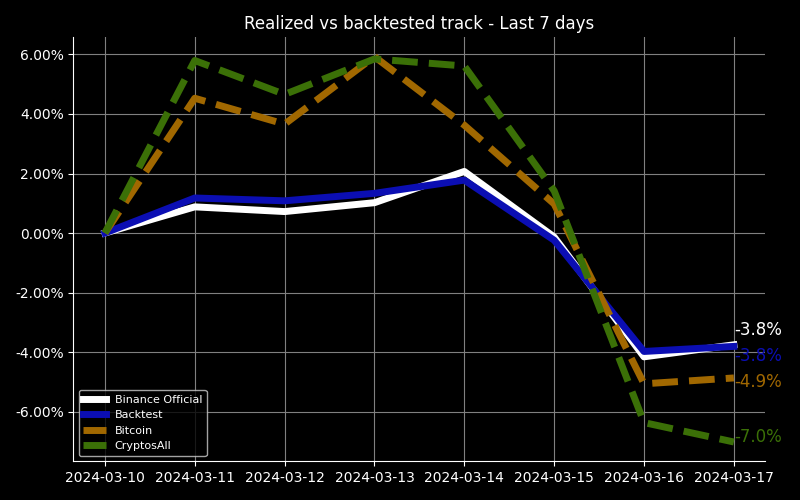 Realized vs backtested track - Last 7 days
6.00%
4.00%
2.00%
0.00%
-2.00%
-4.00%
-6.00%
-3.8%
-3.8%
-4.9%
-7.0%
Binance Official
Backtest
Bitcoin
CryptosAll
2024-03-10 2024-03-11 2024-03-12 2024-03-13 2024-03-14 2024-03-15 2024-03-16 2024-03-17